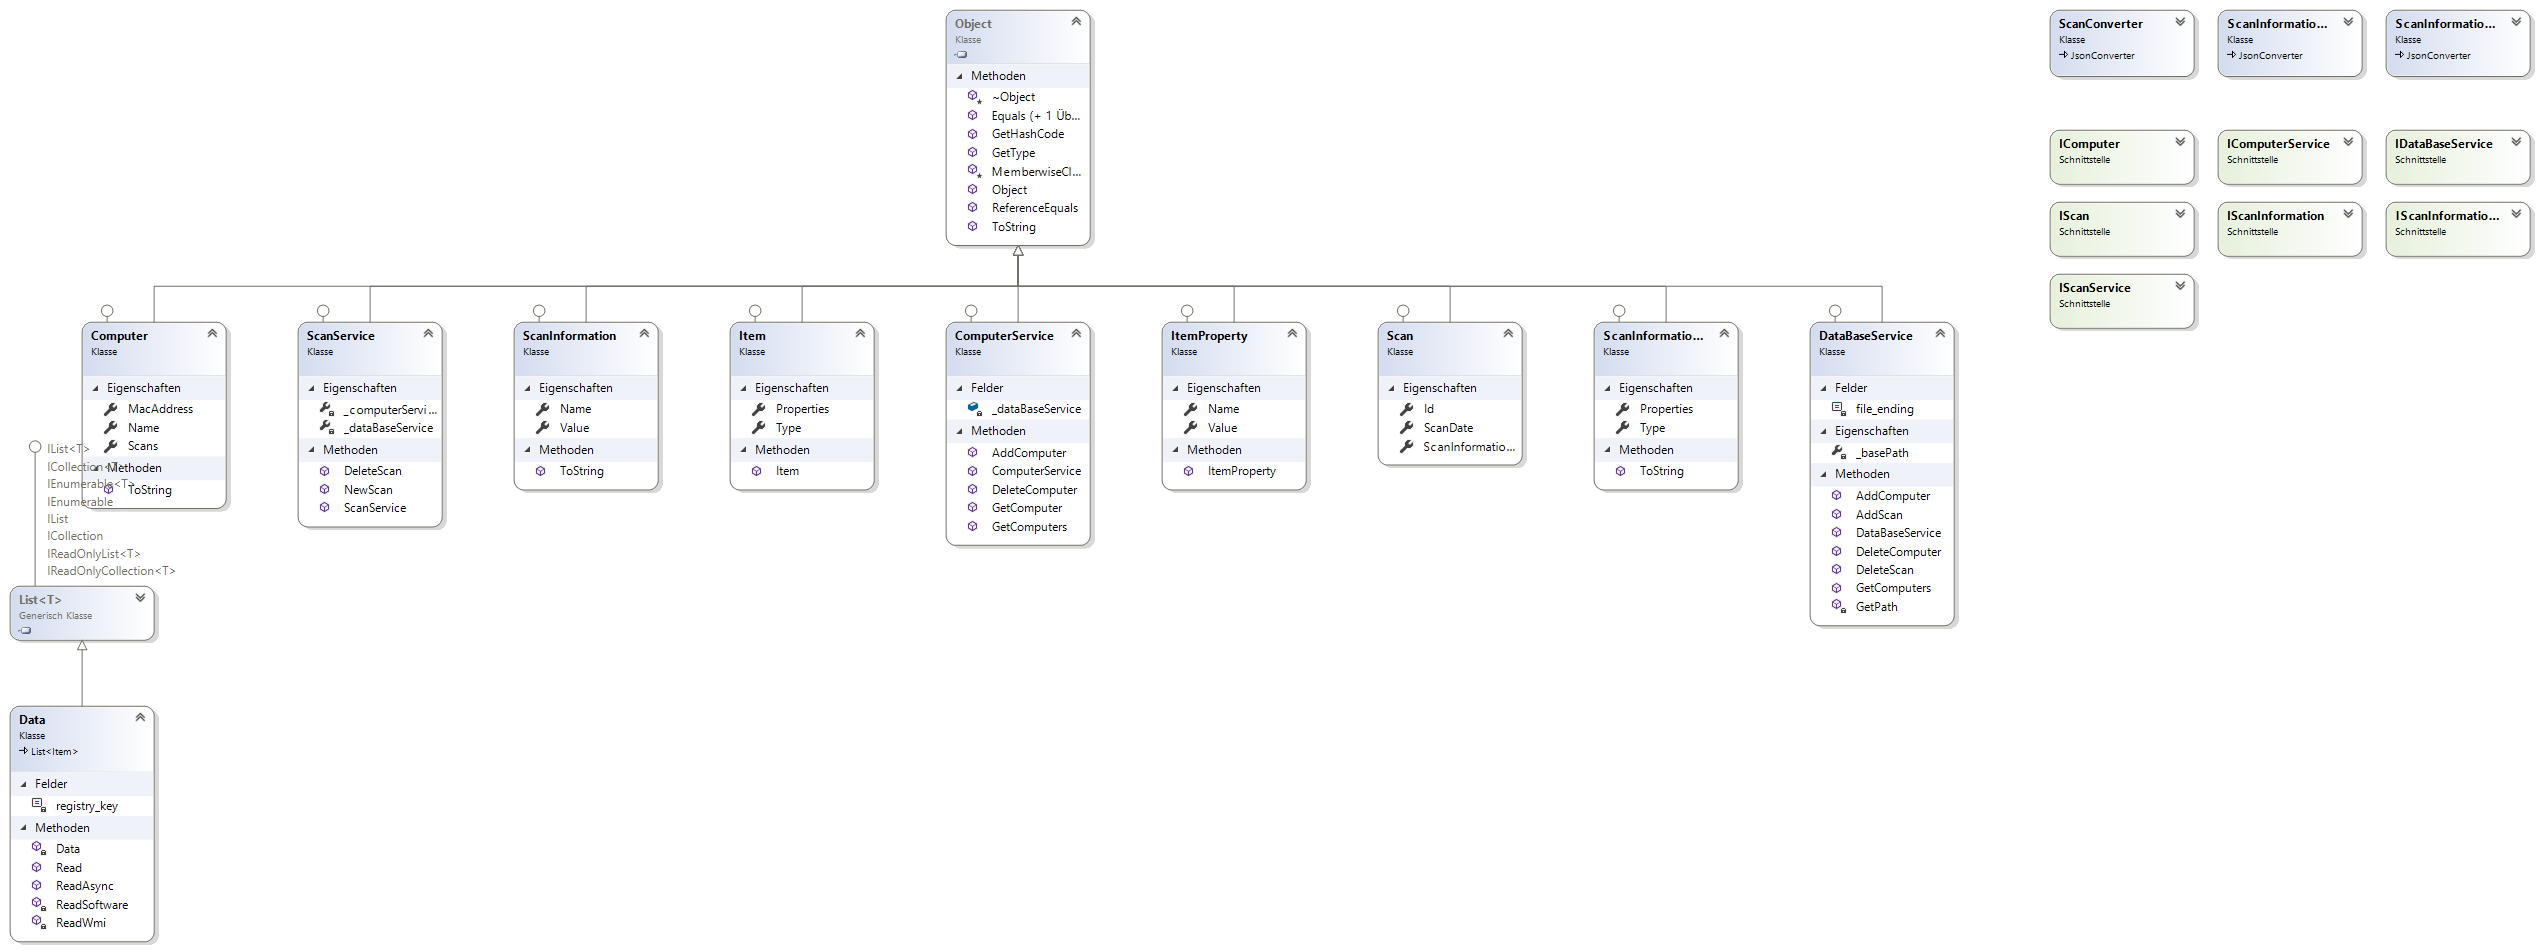 Object
Klasse
Methoden
~Object
Equals (+ 1 Üb...
GetHashCode
GetType
MemberwiseCl...
Object
ReferenceEquals
ToString
ScanConverter
Klasse
JsonConverter
ScanInformatio...
Klasse
JsonConverter
ScanInformatio...
Klasse
JsonConverter
IComputer
Schnittstelle
IComputerService
Schnittstelle
IDataBaseService
Schnittstelle
IScan
Schnittstelle
IScanInformation
Schnittstelle
IScanInformatio...
Schnittstelle
IScanService
Schnittstelle
Computer
Klasse
Eigenschaften
MacAddress
Name
Scans
Methoden
ToString
ScanService
Klasse
Eigenschaften
_computerServi...
_dataBaseService
Methoden
DeleteScan
NewScan
ScanService
ScanInformation
Klasse
Eigenschaften
Name
Value
Methoden
ToString
Item
Klasse
Eigenschaften
Properties
Type
Methoden
Item
ComputerService
Klasse
Felder
_dataBaseService
Methoden
AddComputer
ComputerService
DeleteComputer
GetComputer
GetComputers
ItemProperty
Klasse
Eigenschaften
Name
Value
Methoden
ItemProperty
Scan
Klasse
Eigenschaften
Id
ScanDate
ScanInformatio...
ScanInformatio...
Klasse
Eigenschaften
Properties
Type
Methoden
ToString
DataBaseService
Klasse
Felder
file_ending
Eigenschaften
_basePath
Methoden
AddComputer
AddScan
DataBaseService
DeleteComputer
DeleteScan
GetComputers
GetPath
IList<T>
ICollection<T>
IEnumerable<T>
IEnumerable
IList
ICollection
IReadOnlyList<T>
IReadOnlyCollection<T>
List<T>
Generisch Klasse
Data
Klasse
List<Item>
Felder
registry_key
Methoden
Data
Read
ReadAsync
ReadSoftware
ReadWmi